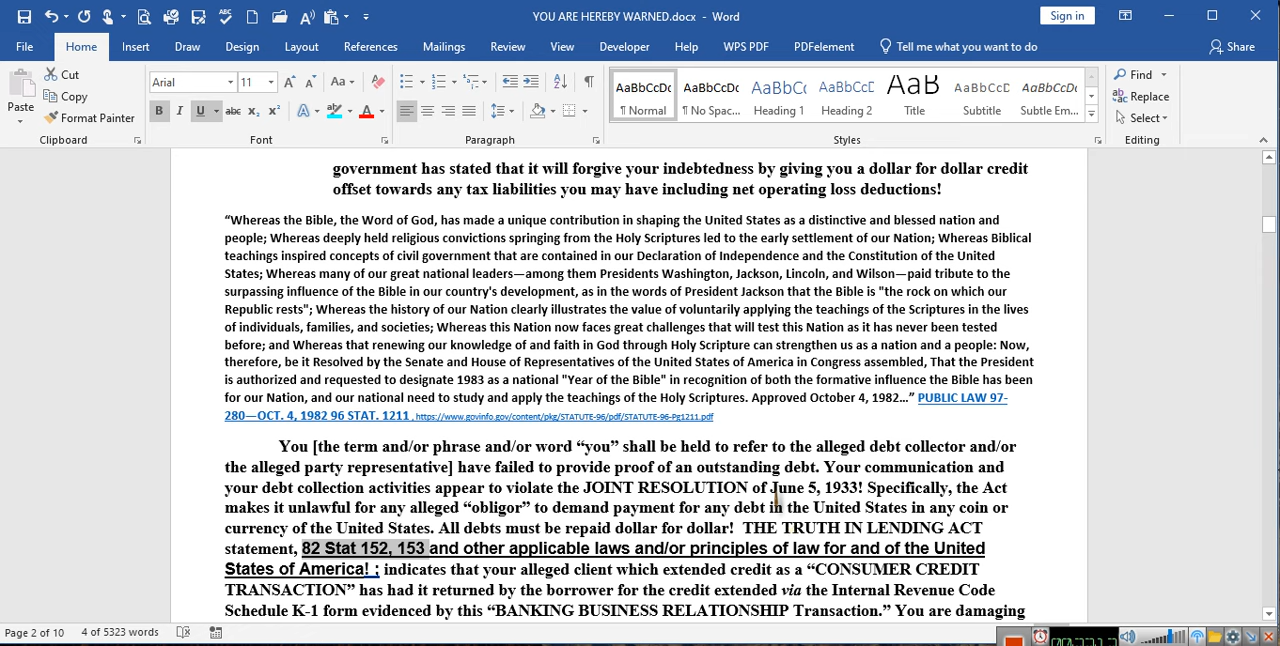 YOU ARE HEREBY WARNED.docx - Word
Sign in
File Home Insert Draw Design Layout References Mailings Review View Developer Help WPS PDF PDFelement Tell me what you want to do Share
Paste
Cut
Copy
Format Painter
Clipboard
Arial 11
Font
Paragraph
AaBbCcDc AaBbCcDc AaBbCc AaBbCcE AaB AaBbCcD AaBbCcDc
¶ Normal ¶ No Spac... Heading 1 Heading 2 Title Subtitle Subtle Em...
Styles
Find
Replace
Select
Editing
government has stated that it will forgive your indebtedness by giving you a dollar for dollar credit
offset towards any tax liabilities you may have including net operating loss deductions!
“Whereas the Bible, the Word of God, has made a unique contribution in shaping the United States as a distinctive and blessed nation and
people; Whereas deeply held religious convictions springing from the Holy Scriptures led to the early settlement of our Nation; Whereas Biblical
teachings inspired concepts of civil government that are contained in our Declaration of Independence and the Constitution of the United
States; Whereas many of our great national leaders—among them Presidents Washington, Jackson, Lincoln, and Wilson—paid tribute to the
surpassing influence of the Bible in our country's development, as in the words of President Jackson that the Bible is "the rock on which our
Republic rests"; Whereas the history of our Nation clearly illustrates the value of voluntarily applying the teachings of the Scriptures in the lives
of individuals, families, and societies; Whereas this Nation now faces great challenges that will test this Nation as it has never been tested
before; and Whereas that renewing our knowledge of and faith in God through Holy Scripture can strengthen us as a nation and a people: Now,
therefore, be it Resolved by the Senate and House of Representatives of the United States of America in Congress assembled, That the President
is authorized and requested to designate 1983 as a national "Year of the Bible" in recognition of both the formative influence the Bible has been
for our Nation, and our national need to study and apply the teachings of the Holy Scriptures. Approved October 4, 1982…” PUBLIC LAW 97-
280—OCT. 4, 1982 96 STAT. 1211 , https://www.govinfo.gov/content/pkg/STATUTE-96/pdf/STATUTE-96-Pg1211.pdf
You [the term and/or phrase and/or word “you” shall be held to refer to the alleged debt collector and/or
the alleged party representative] have failed to provide proof of an outstanding debt. Your communication and
your debt collection activities appear to violate the JOINT RESOLUTION of June 5, 1933! Specifically, the Act
makes it unlawful for any alleged “obligor” to demand payment for any debt in the United States in any coin or
currency of the United States. All debts must be repaid dollar for dollar! THE TRUTH IN LENDING ACT
statement, 82 Stat 152, 153 and other applicable laws and/or principles of law for and of the United
States of America! ; indicates that your alleged client which extended credit as a “CONSUMER CREDIT
TRANSACTION” has had it returned by the borrower for the credit extended via the Internal Revenue Code
Schedule K-1 form evidenced by this “BANKING BUSINESS RELATIONSHIP Transaction.” You are damaging
Page 2 of 10 4 of 5323 words